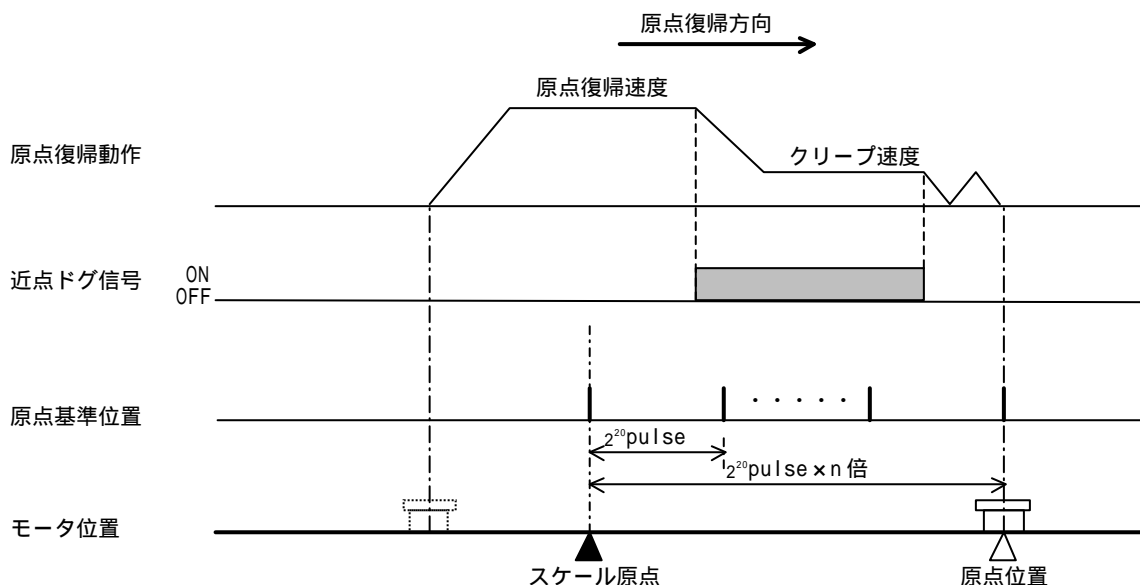 原点復帰方向
原点復帰速度
原点復帰動作
クリープ速度
近点ドグ信号
ON
OFF
原点基準位置
・・・・・
2²⁰pulse
2²⁰pulse×n倍
モータ位置
スケール原点
原点位置